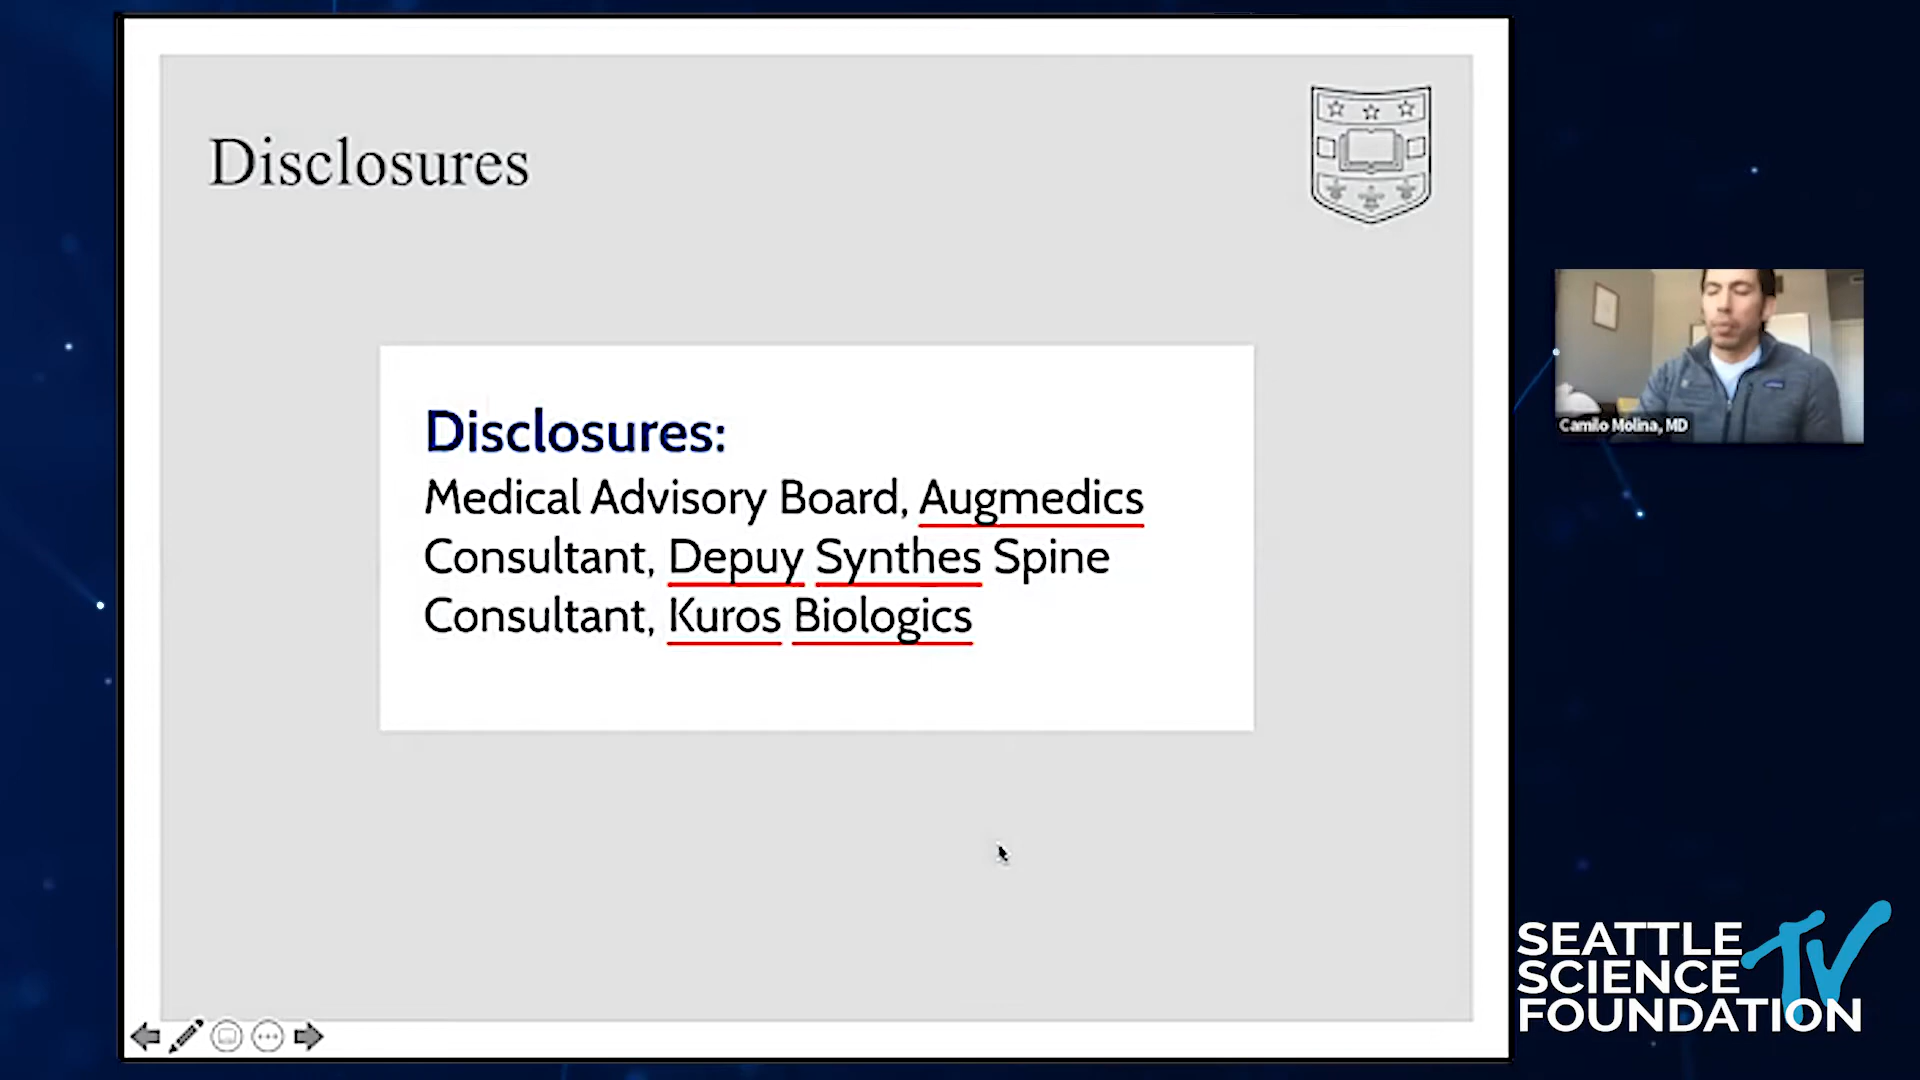 Disclosures
Disclosures:
Medical Advisory Board, Augmedics
Consultant, Depuy Synthes Spine
Consultant, Kuros Biologics
Camilo Molina, MD
SEATTLE
SCIENCE
FOUNDATION
TV